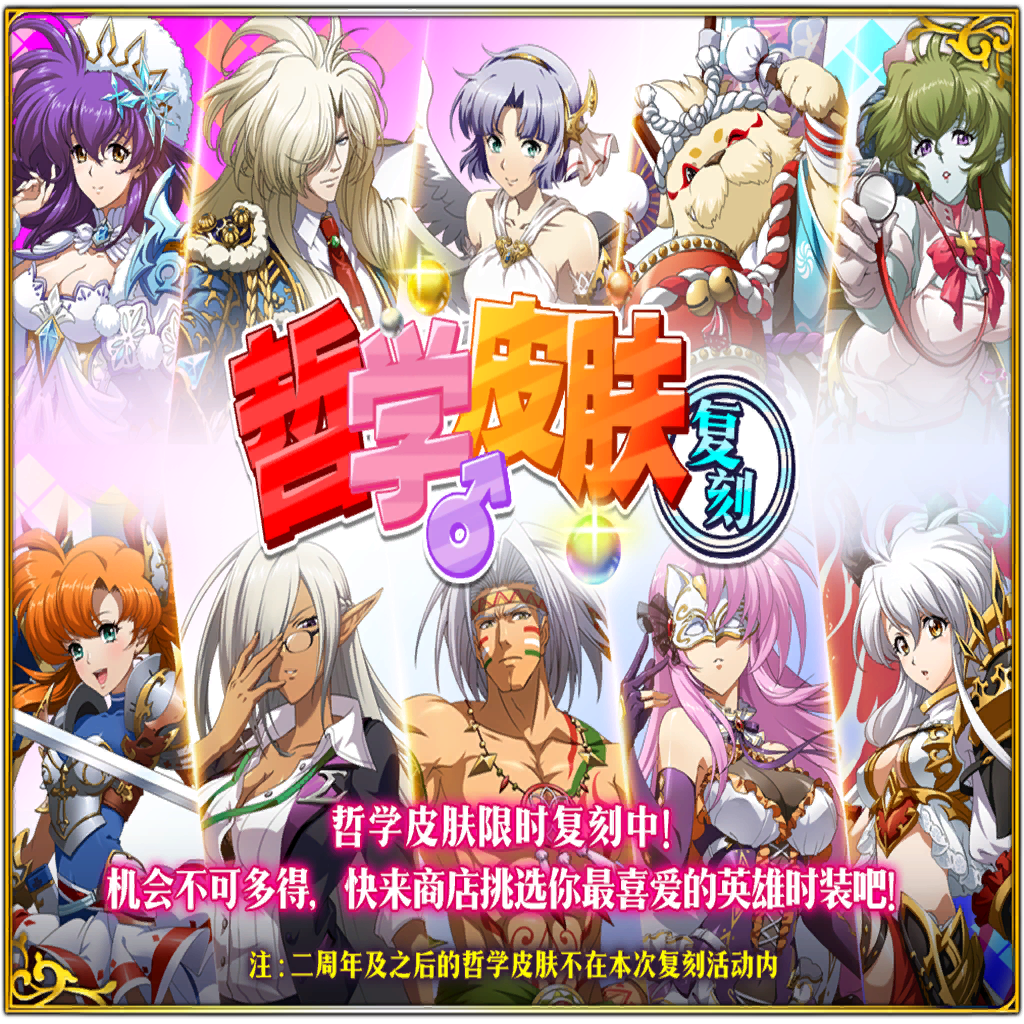 哲学皮肤
复刻
哲学皮肤限时复刻中!
机会不可多得，快来商店挑选你最喜爱的英雄时装吧!
注:二周年及之后的哲学皮肤不在本次复刻活动内